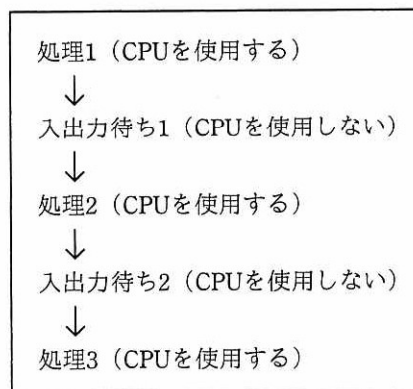 処理1（CPUを使用する）
↓
入出力待ち1（CPUを使用しない）
↓
処理2（CPUを使用する）
↓
入出力待ち2（CPUを使用しない）
↓
処理3（CPUを使用する）